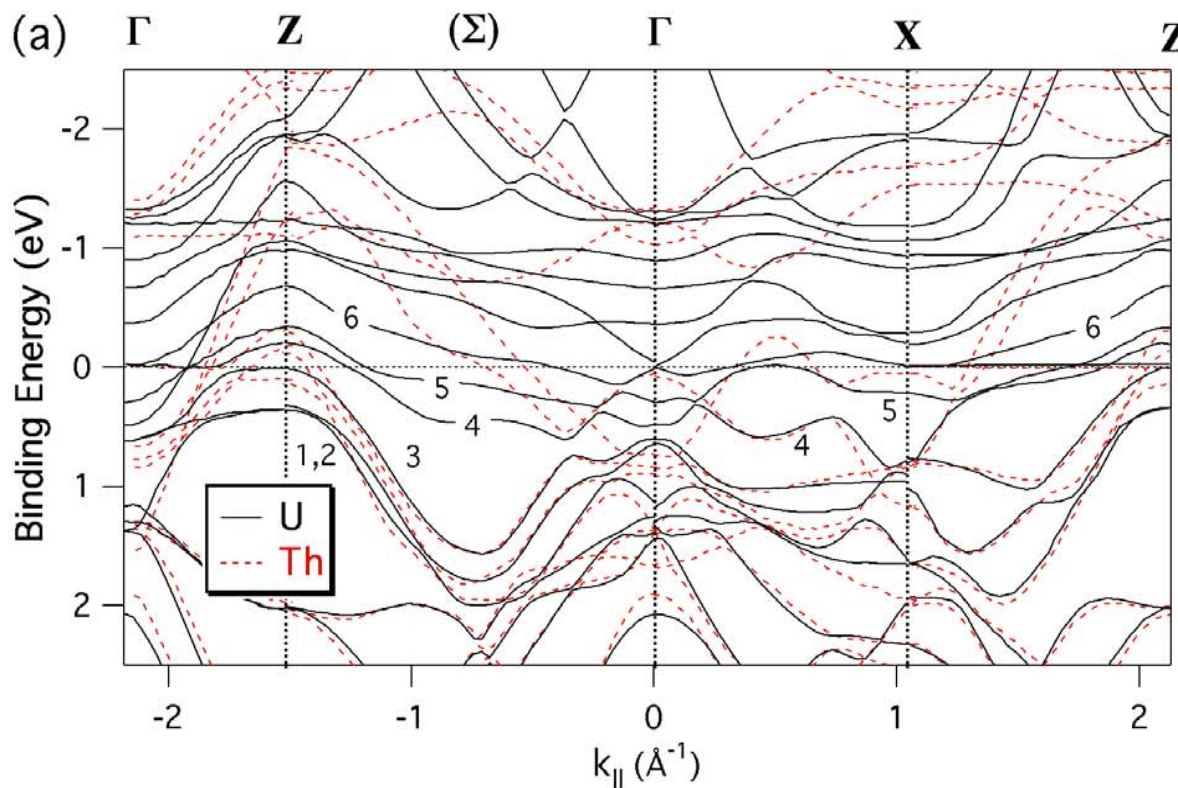 (a) Γ Z (Σ) Γ X Z
-2
-1
0
1
2
Binding Energy (eV)
6
5
4
1,2
3
4
5
6
U
Th
-2 -1 0 1 2
k|| (Å-1)